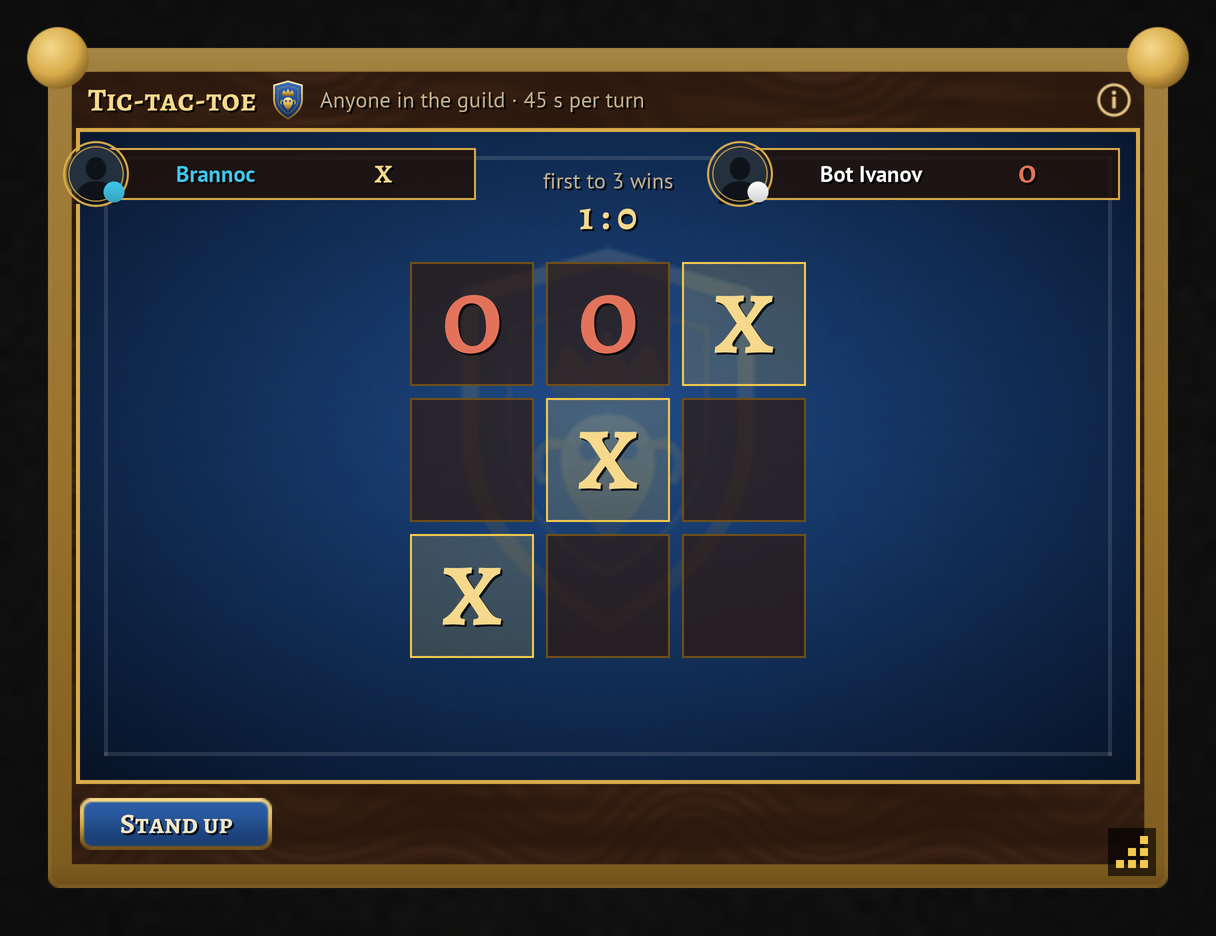 Tic-tac-toe
Anyone in the guild · 45 s per turn
Brannoc X
first to 3 wins
Bot Ivanov O
1 : 0
O O X
X
X
Stand up